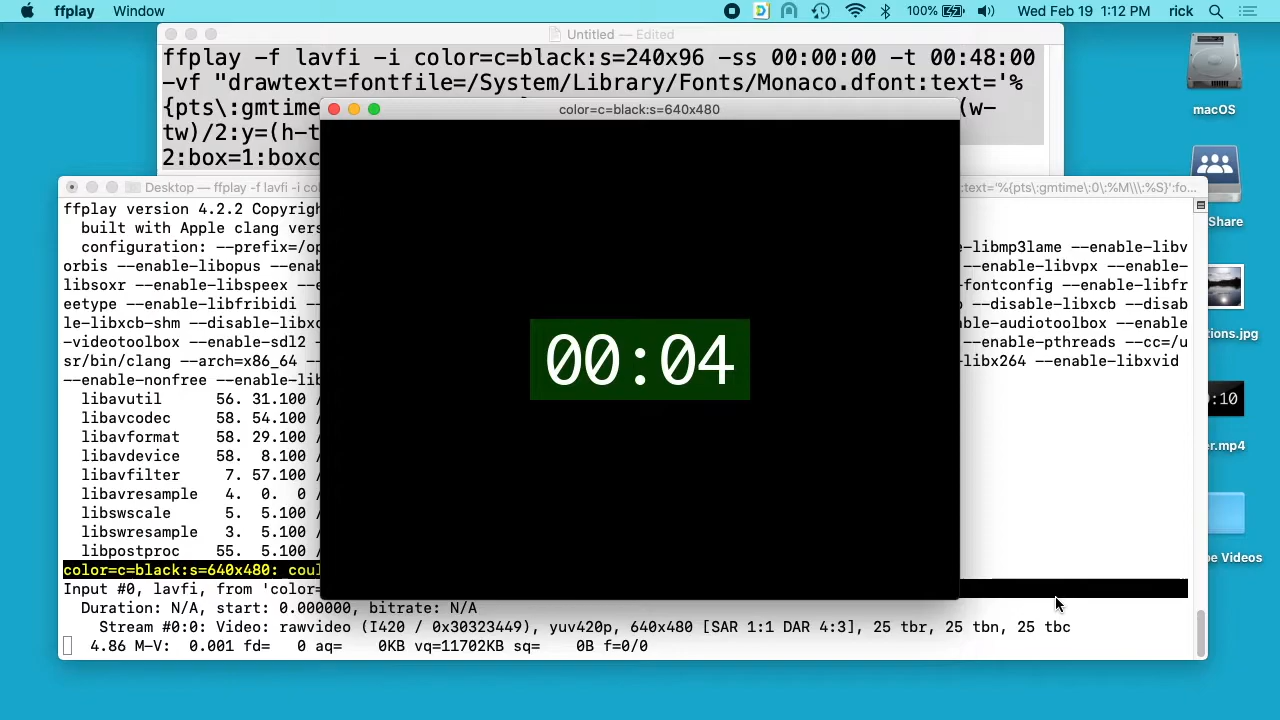 ffplay Window 100% Wed Feb 19 1:12 PM rick
Untitled — Edited
ffplay -f lavfi -i color=c=black:s=240x96 -ss 00:00:00 -t 00:48:00
-vf "drawtext=fontfile=/System/Library/Fonts/Monaco.dfont:text='%
{pts\:gmtime (w-
tw)/2:y=(h-t
2:box=1:boxc
macOS
Share
tions.jpg
:10
er.mp4
pe Videos
color=c=black:s=640x480
00:04
Desktop — ffplay -f lavfi -i co :text='%{pts\:gmtime\:0\:%M\\\:%S}':fo...
ffplay version 4.2.2 Copyrigh
built with Apple clang vers
configuration: --prefix=/op e-libmp3lame --enable-libv
orbis --enable-libopus --enab --enable-libvpx --enable-
libsoxr --enable-libspeex --e -fontconfig --enable-libfr
eetype --enable-libfribidi -- --disable-libxcb --disab
le-libxcb-shm --disable-libxc able-audiotoolbox --enable
-videotoolbox --enable-sdl2 - --enable-pthreads --cc=/u
sr/bin/clang --arch=x86_64 -- -libx264 --enable-libxvid
--enable-nonfree --enable-lib
libavutil 56. 31.100 /
libavcodec 58. 54.100 /
libavformat 58. 29.100 /
libavdevice 58. 8.100 /
libavfilter 7. 57.100 /
libavresample 4. 0. 0 /
libswscale 5. 5.100 /
libswresample 3. 5.100 /
libpostproc 55. 5.100 /
color=c=black:s=640x480: coul
Input #0, lavfi, from 'color=
Duration: N/A, start: 0.000000, bitrate: N/A
Stream #0:0: Video: rawvideo (I420 / 0x30323449), yuv420p, 640x480 [SAR 1:1 DAR 4:3], 25 tbr, 25 tbn, 25 tbc
4.86 M-V: 0.001 fd= 0 aq= 0KB vq=11702KB sq= 0B f=0/0